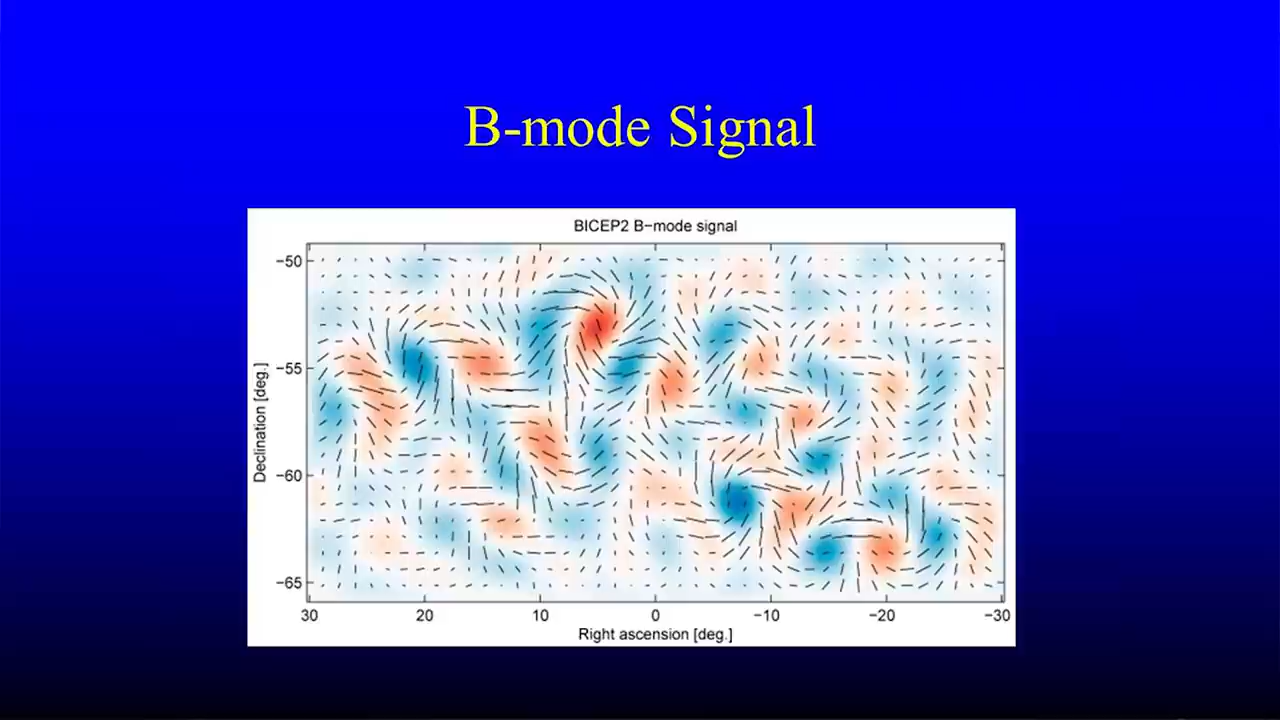 B-mode Signal
BICEP2 B−mode signal
−50
−55
−60
−65
Declination [deg.]
30 20 10 0 −10 −20 −30
Right ascension [deg.]